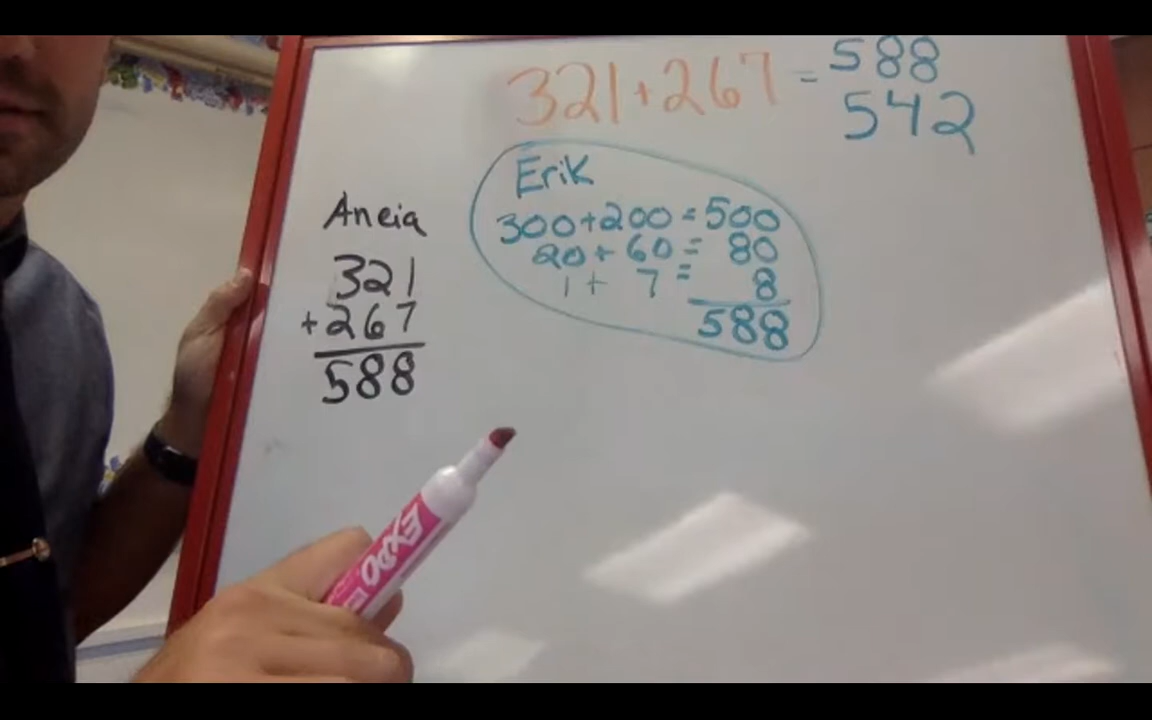 321+267 = 588
542
Aneia
321
+267
588
Erik
300+200=500
20+60=80
1+7=8
588
EXPO